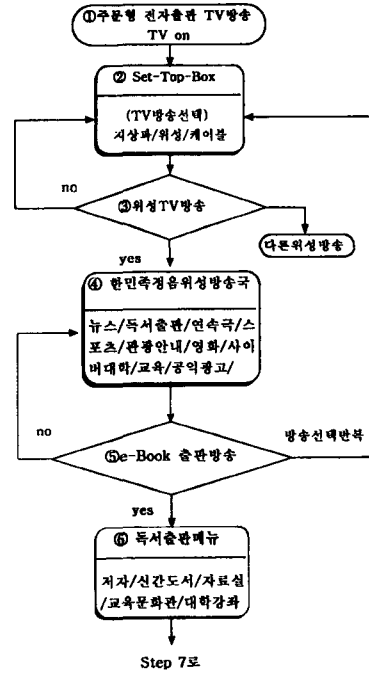 ①주문형 전자출판 TV방송
TV on
② Set-Top-Box
(TV방송선택)
지상파/위성/케이블
no
③위성TV방송
다른위성방송
yes
④ 한민족정음위성방송국
뉴스/독서출판/연속극/스
포츠/관광안내/영화/사이
버대학/교육/공익광고/
no
방송선택반복
⑤e-Book 출판방송
yes
⑥ 독서출판메뉴
저자/신간도서/자료실
/교육문화관/대학강좌
Step 7로